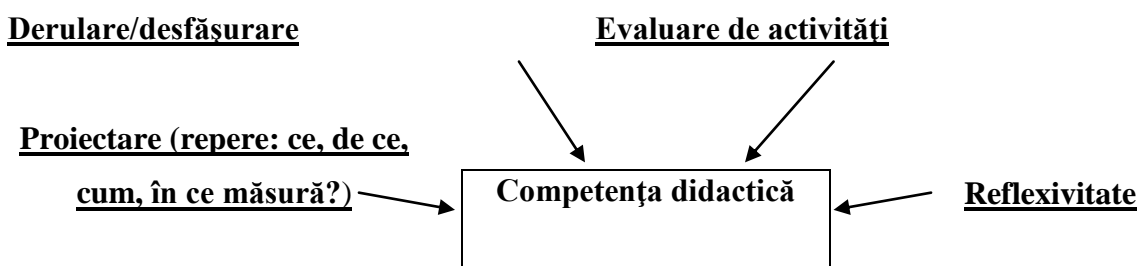 Derulare/desfăşurare
Evaluare de activităţi
Proiectare (repere: ce, de ce,
cum, în ce măsură?)
Competenţa didactică
Reflexivitate